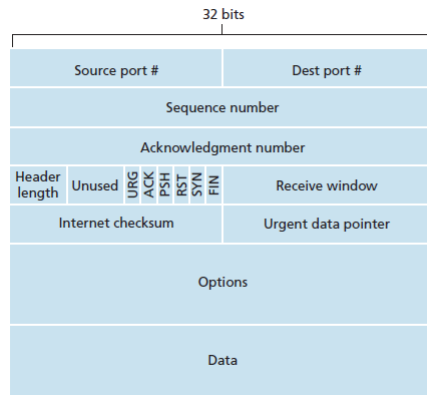 32 bits
Source port # Dest port #
Sequence number
Acknowledgment number
Header length Unused URG ACK PSH RST SYN FIN Receive window
Internet checksum Urgent data pointer
Options
Data